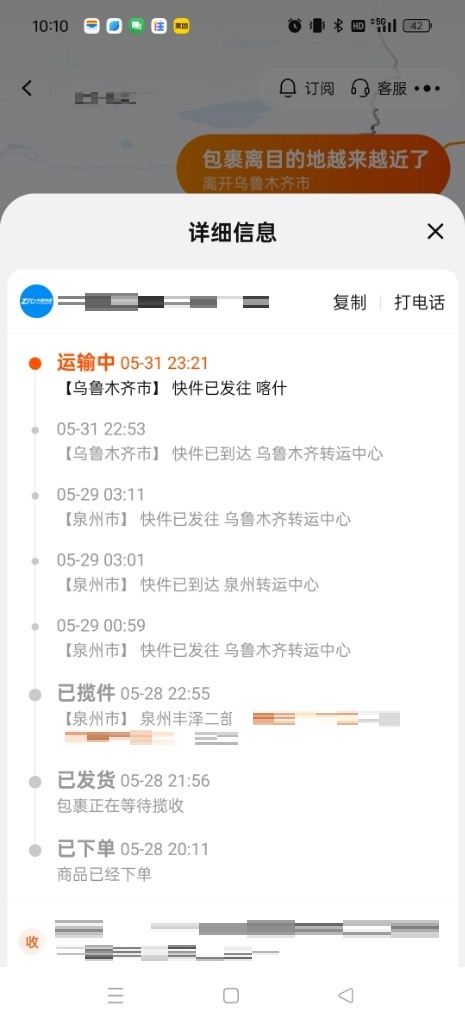 10:10
美团
HD
5G
42
订阅
客服
包裹离目的地越来越近了
离开乌鲁木齐市
详细信息
ZTO中通快递
复制
打电话
运输中 05-31 23:21
【乌鲁木齐市】 快件已发往 喀什
05-31 22:53
【乌鲁木齐市】 快件已到达 乌鲁木齐转运中心
05-29 03:11
【泉州市】 快件已发往 乌鲁木齐转运中心
05-29 03:01
【泉州市】 快件已到达 泉州转运中心
05-29 00:59
【泉州市】 快件已发往 乌鲁木齐转运中心
已揽件 05-28 22:55
【泉州市】 泉州丰泽二部
已发货 05-28 21:56
包裹正在等待揽收
已下单 05-28 20:11
商品已经下单
收